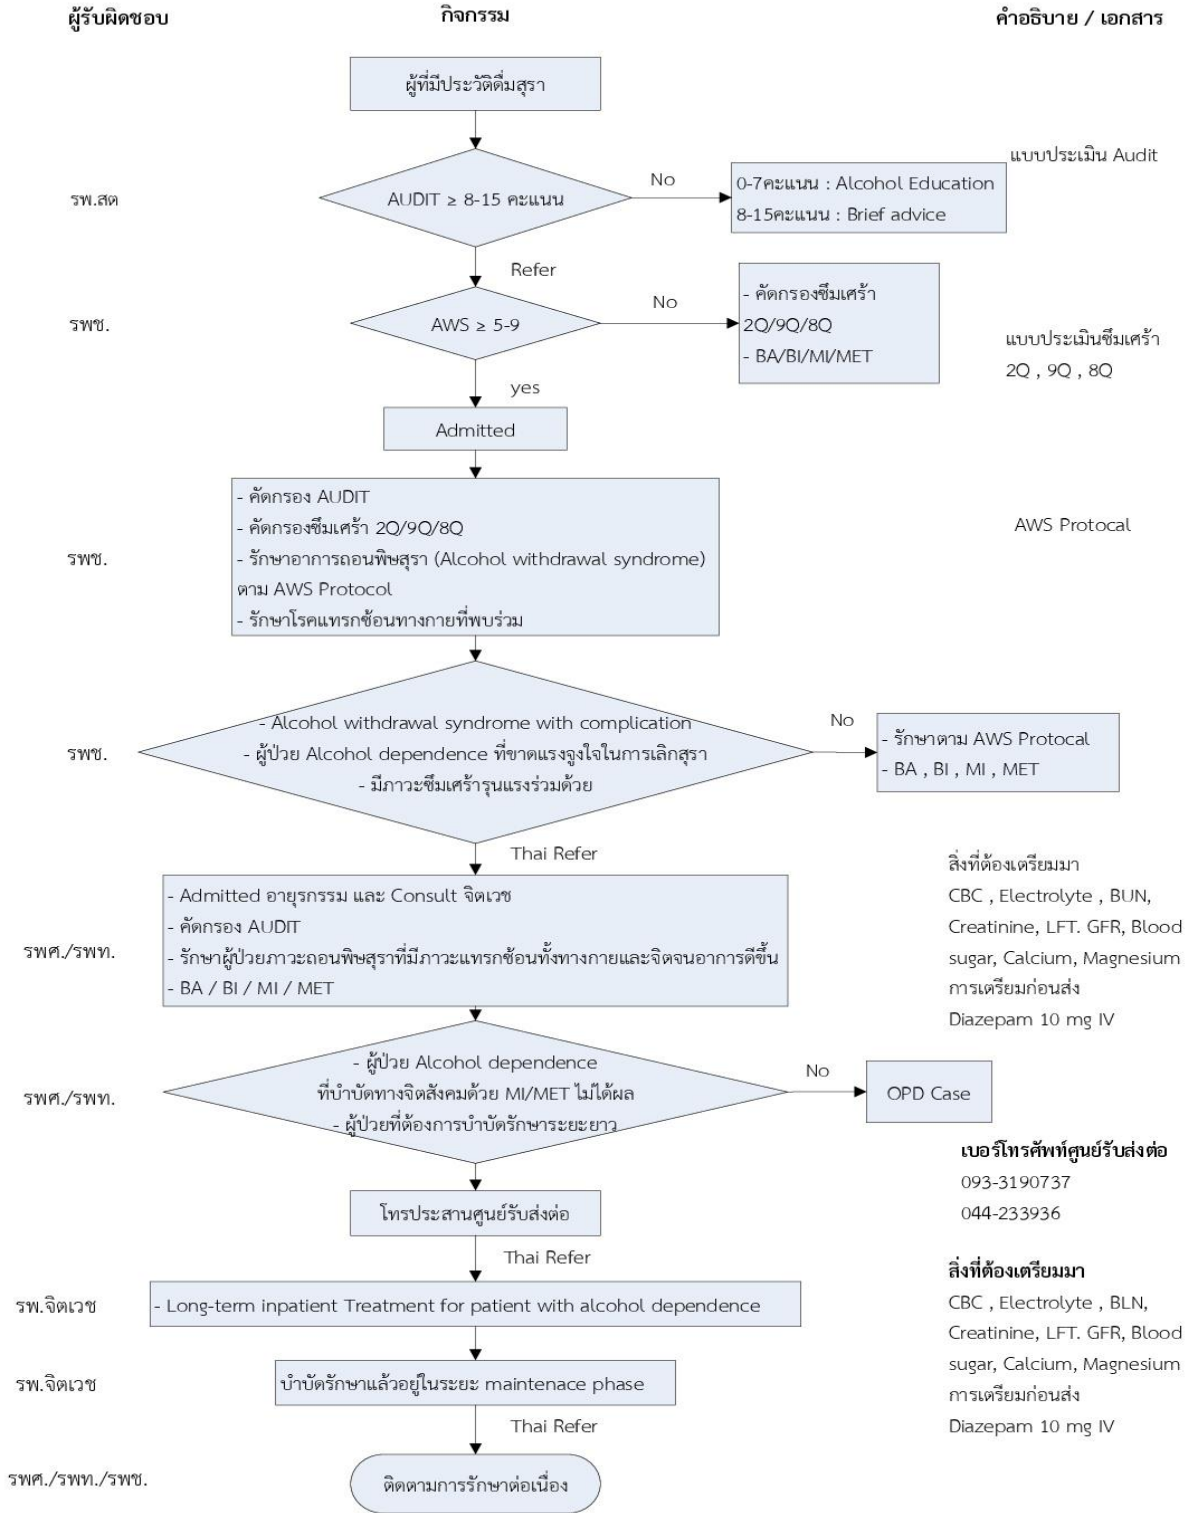 ผู้รับผิดชอบ
กิจกรรม
คำอธิบาย / เอกสาร
ผู้ที่มีประวัติดื่มสุรา
แบบประเมิน Audit
รพ.สต
AUDIT ≥ 8-15 คะแนน
No
0-7คะแนน : Alcohol Education
8-15คะแนน : Brief advice
Refer
รพช.
AWS ≥ 5-9
No
- คัดกรองซึมเศร้า
2Q/9Q/8Q
- BA/BI/MI/MET
แบบประเมินซึมเศร้า
2Q , 9Q , 8Q
yes
Admitted
รพช.
- คัดกรอง AUDIT
- คัดกรองซึมเศร้า 2Q/9Q/8Q
- รักษาอาการถอนพิษสุรา (Alcohol withdrawal syndrome)
ตาม AWS Protocol
- รักษาโรคแทรกซ้อนทางกายที่พบร่วม
AWS Protocal
รพช.
- Alcohol withdrawal syndrome with complication
- ผู้ป่วย Alcohol dependence ที่ขาดแรงจูงใจในการเลิกสุรา
- มีภาวะซึมเศร้ารุนแรงร่วมด้วย
No
- รักษาตาม AWS Protocal
- BA , BI , MI , MET
Thai Refer
รพศ./รพท.
- Admitted อายุรกรรม และ Consult จิตเวช
- คัดกรอง AUDIT
- รักษาผู้ป่วยภาวะถอนพิษสุราที่มีภาวะแทรกซ้อนทั้งทางกายและจิตจนอาการดีขึ้น
- BA / BI / MI / MET
สิ่งที่ต้องเตรียมมา
CBC , Electrolyte , BUN,
Creatinine, LFT. GFR, Blood
sugar, Calcium, Magnesium
การเตรียมก่อนส่ง
Diazepam 10 mg IV
รพศ./รพท.
- ผู้ป่วย Alcohol dependence
ที่บำบัดทางจิตสังคมด้วย MI/MET ไม่ได้ผล
- ผู้ป่วยที่ต้องการบำบัดรักษาระยะยาว
No
OPD Case
เบอร์โทรศัพท์ศูนย์รับส่งต่อ
093-3190737
044-233936
โทรประสานศูนย์รับส่งต่อ
Thai Refer
รพ.จิตเวช
- Long-term inpatient Treatment for patient with alcohol dependence
สิ่งที่ต้องเตรียมมา
CBC , Electrolyte , BLN,
Creatinine, LFT. GFR, Blood
sugar, Calcium, Magnesium
การเตรียมก่อนส่ง
Diazepam 10 mg IV
รพ.จิตเวช
บำบัดรักษาแล้วอยู่ในระยะ maintenace phase
Thai Refer
รพศ./รพท./รพช.
ติดตามการรักษาต่อเนื่อง